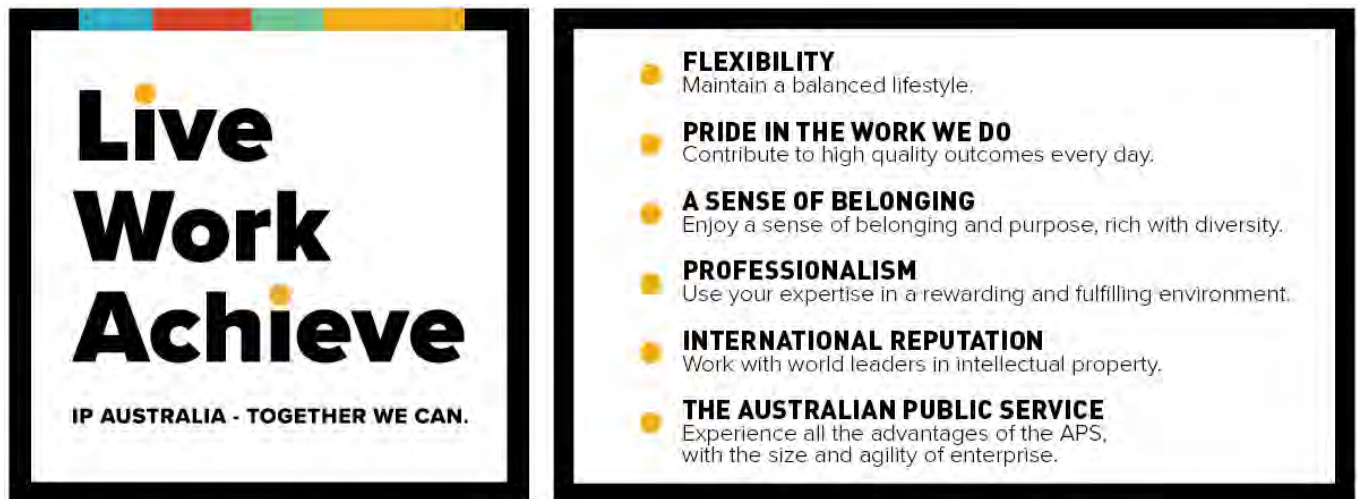 Live
Work
Achieve
IP AUSTRALIA - TOGETHER WE CAN.
FLEXIBILITY
Maintain a balanced lifestyle.
PRIDE IN THE WORK WE DO
Contribute to high quality outcomes every day.
A SENSE OF BELONGING
Enjoy a sense of belonging and purpose, rich with diversity.
PROFESSIONALISM
Use your expertise in a rewarding and fulfilling environment.
INTERNATIONAL REPUTATION
Work with world leaders in intellectual property.
THE AUSTRALIAN PUBLIC SERVICE
Experience all the advantages of the APS,
with the size and agility of enterprise.